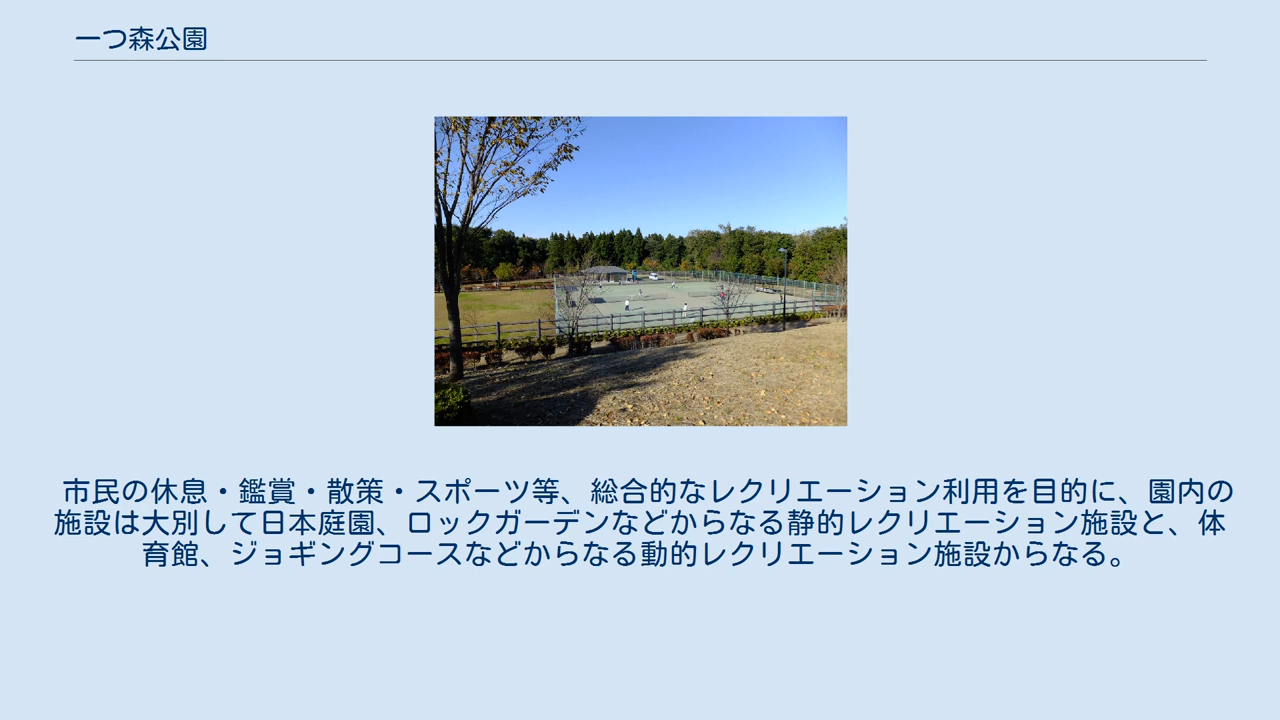 一つ森公園
市民の休息・鑑賞・散策・スポーツ等、総合的なレクリエーション利用を目的に、園内の
施設は大別して日本庭園、ロックガーデンなどからなる静的レクリエーション施設と、体
育館、ジョギングコースなどからなる動的レクリエーション施設からなる。